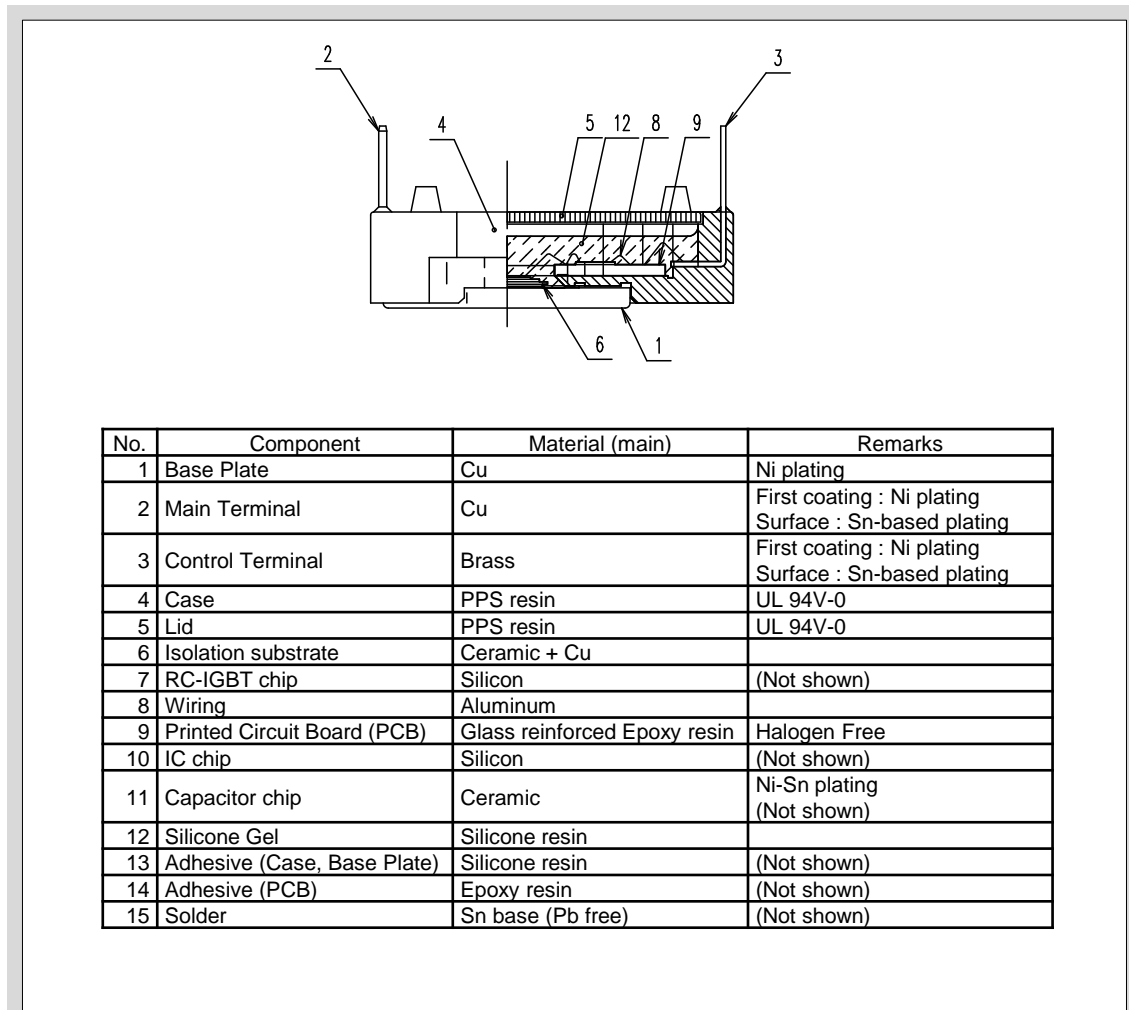 2 3
4 5 12 8 9
6 1
No. Component Material (main) Remarks
1 Base Plate Cu Ni plating
2 Main Terminal Cu First coating : Ni plating
Surface : Sn-based plating
3 Control Terminal Brass First coating : Ni plating
Surface : Sn-based plating
4 Case PPS resin UL 94V-0
5 Lid PPS resin UL 94V-0
6 Isolation substrate Ceramic + Cu
7 RC-IGBT chip Silicon (Not shown)
8 Wiring Aluminum
9 Printed Circuit Board (PCB) Glass reinforced Epoxy resin Halogen Free
10 IC chip Silicon (Not shown)
11 Capacitor chip Ceramic Ni-Sn plating
(Not shown)
12 Silicone Gel Silicone resin
13 Adhesive (Case, Base Plate) Silicone resin (Not shown)
14 Adhesive (PCB) Epoxy resin (Not shown)
15 Solder Sn base (Pb free) (Not shown)